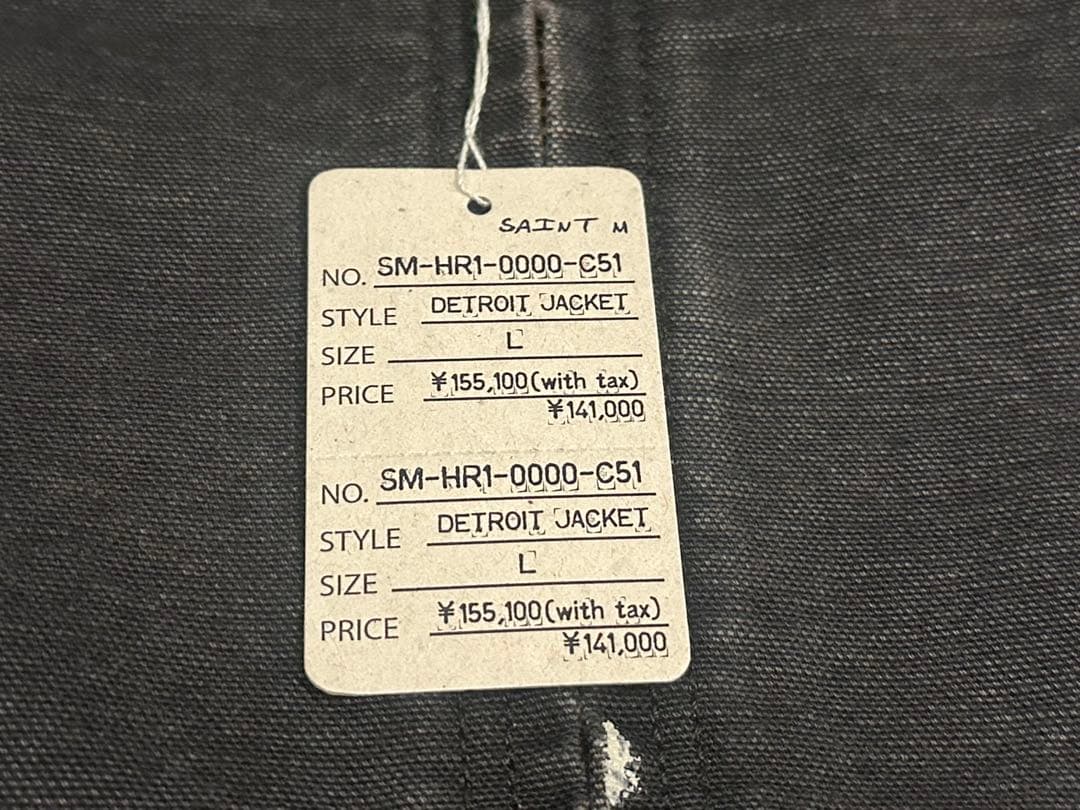 SAINT M
NO. SM-HR1-0000-C51
STYLE DETROIT JACKET
SIZE L
PRICE ¥155,100(with tax)
¥141,000
NO. SM-HR1-0000-C51
STYLE DETROIT JACKET
SIZE L
PRICE ¥155,100(with tax)
¥141,000